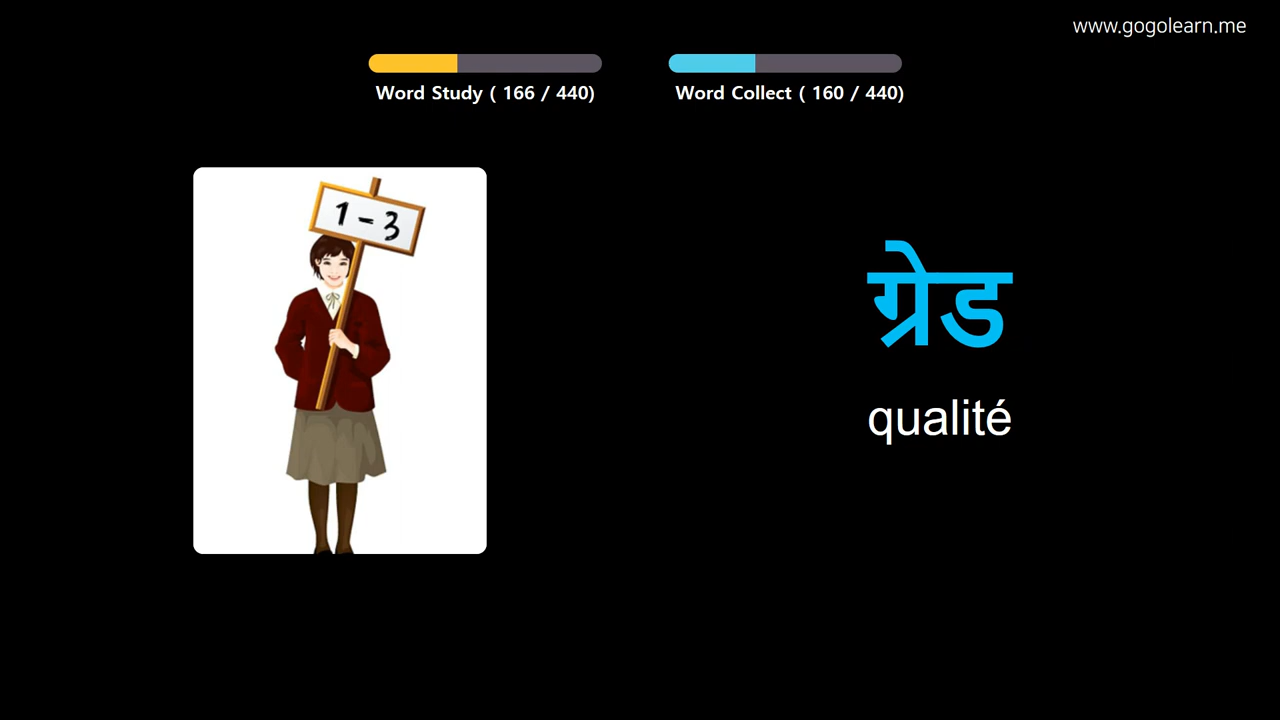 www.gogolearn.me
Word Study ( 166 / 440)
Word Collect ( 160 / 440)
1 - 3
ग्रेड
qualité